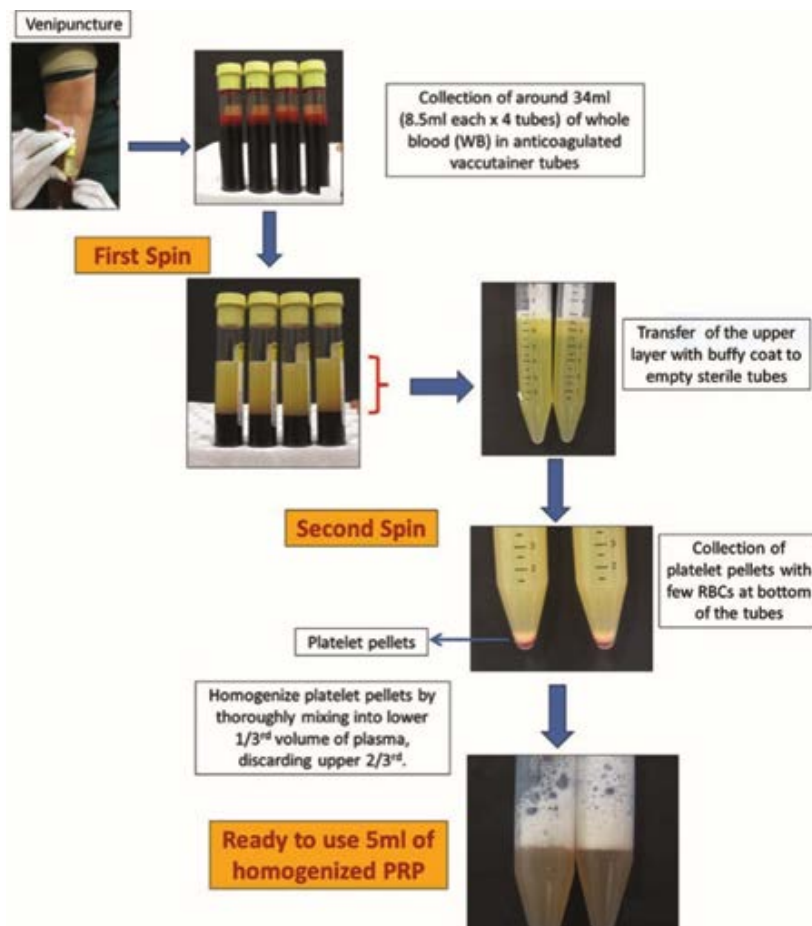 Venipuncture
Collection of around 34ml
(8.5ml each x 4 tubes) of whole
blood (WB) in anticoagulated
vaccutainer tubes
First Spin
Transfer of the upper
layer with buffy coat to
empty sterile tubes
Second Spin
Collection of
platelet pellets with
few RBCs at bottom
of the tubes
Platelet pellets
Homogenize platelet pellets by
thoroughly mixing into lower
1/3rd volume of plasma,
discarding upper 2/3rd.
Ready to use 5ml of
homogenized PRP